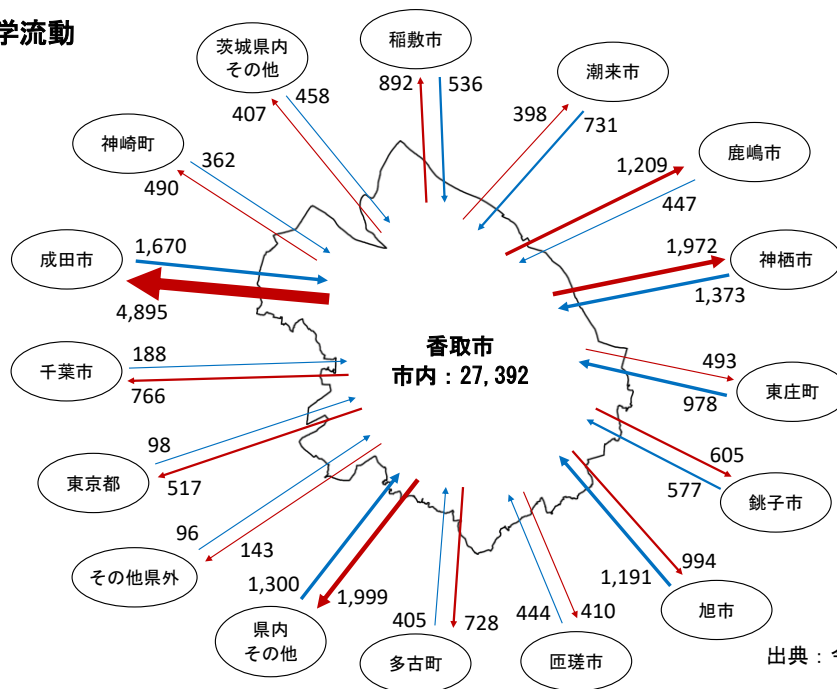 学流動
茨城県内
その他
稲敷市
潮来市
458
407
892
536
398
731
神崎町
362
490
1,209
447
鹿嶋市
成田市
1,670
4,895
1,972
1,373
神栖市
香取市
市内：27,392
千葉市
188
766
493
978
東庄町
東京都
98
517
605
577
銚子市
その他県外
96
143
994
1,191
旭市
県内
その他
1,300
1,999
多古町
405
728
匝瑳市
444
410
出典：